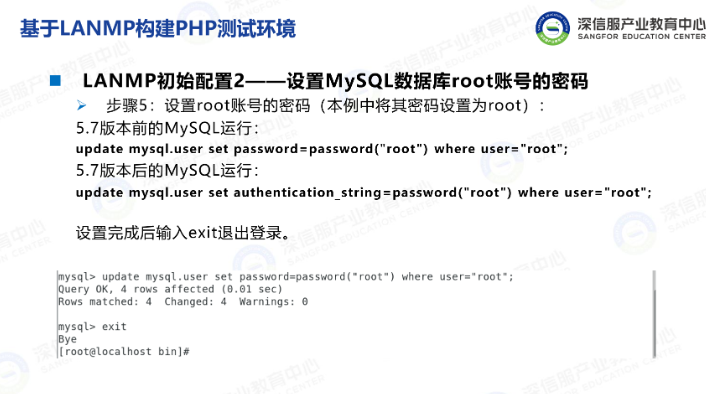 基于LANMP构建PHP测试环境
深信服产业教育中心
SANGFOR EDUCATION CENTER
LANMP初始配置2——设置MySQL数据库root账号的密码
步骤5：设置root账号的密码（本例中将其密码设置为root）：
5.7版本前的MySQL运行：
update mysql.user set password=password("root") where user="root";
5.7版本后的MySQL运行：
update mysql.user set authentication_string=password("root") where user="root";
设置完成后输入exit退出登录。
mysql> update mysql.user set password=password("root") where user="root";
Query OK, 4 rows affected (0.01 sec)
Rows matched: 4  Changed: 4  Warnings: 0
mysql> exit
Bye
[root@localhost bin]#